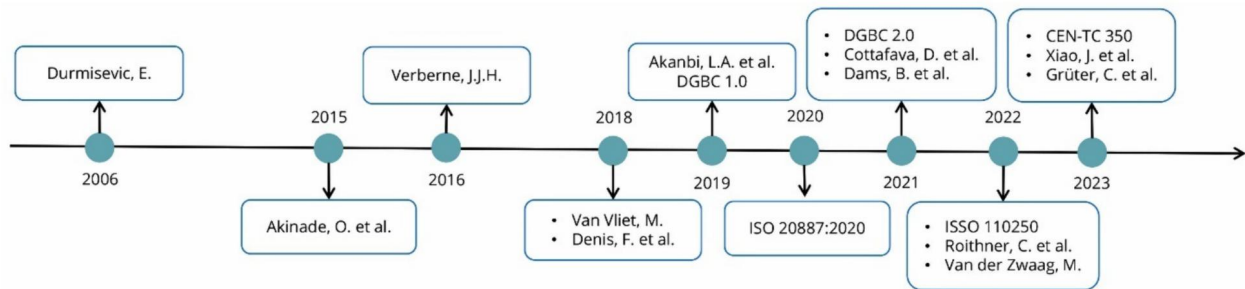 Durmisevic, E.
2006
2015
Akinade, O. et al.
Verberne, J.J.H.
2016
2018
• Van Vliet, M.
• Denis, F. et al.
Akanbi, L.A. et al.
DGBC 1.0
2019
2020
ISO 20887:2020
• DGBC 2.0
• Cottafava, D. et al.
• Dams, B. et al.
2021
2022
• ISSO 110250
• Roithner, C. et al.
• Van der Zwaag, M.
• CEN-TC 350
• Xiao, J. et al.
• Grüter, C. et al.
2023